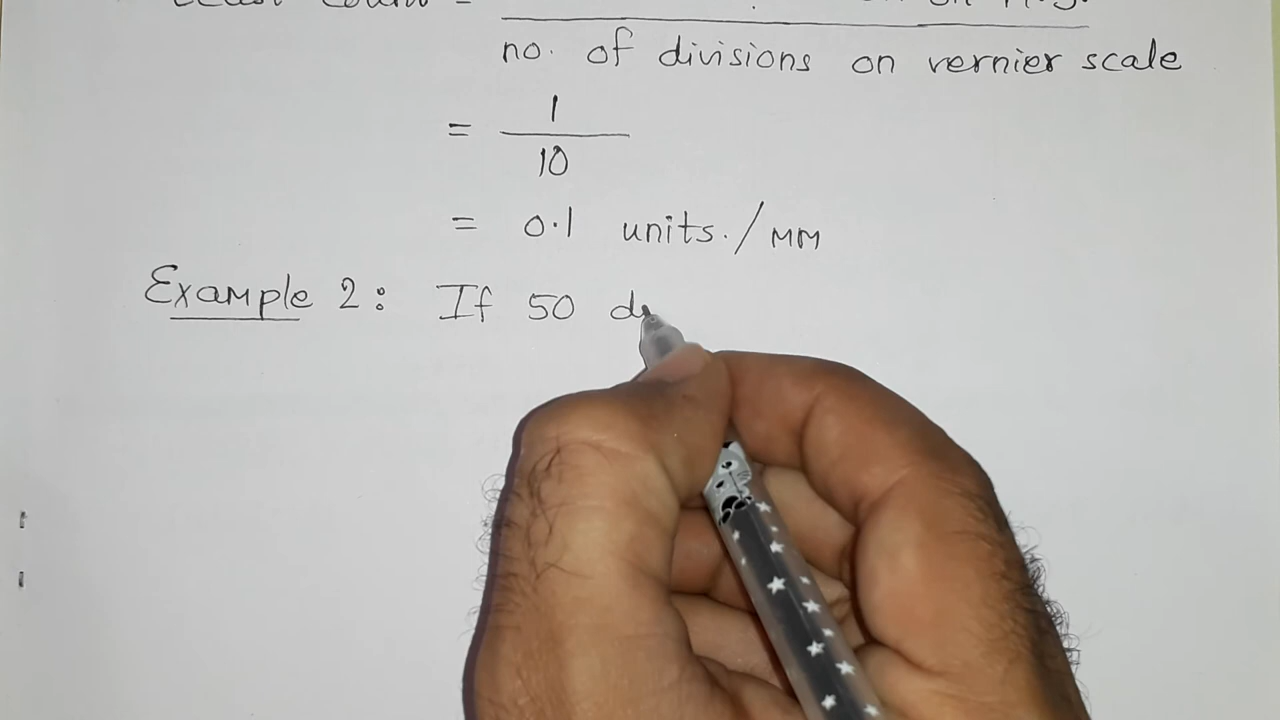 no. of divisions on vernier scale
= 1
10
= 0.1 units./MM
Example 2: If 50